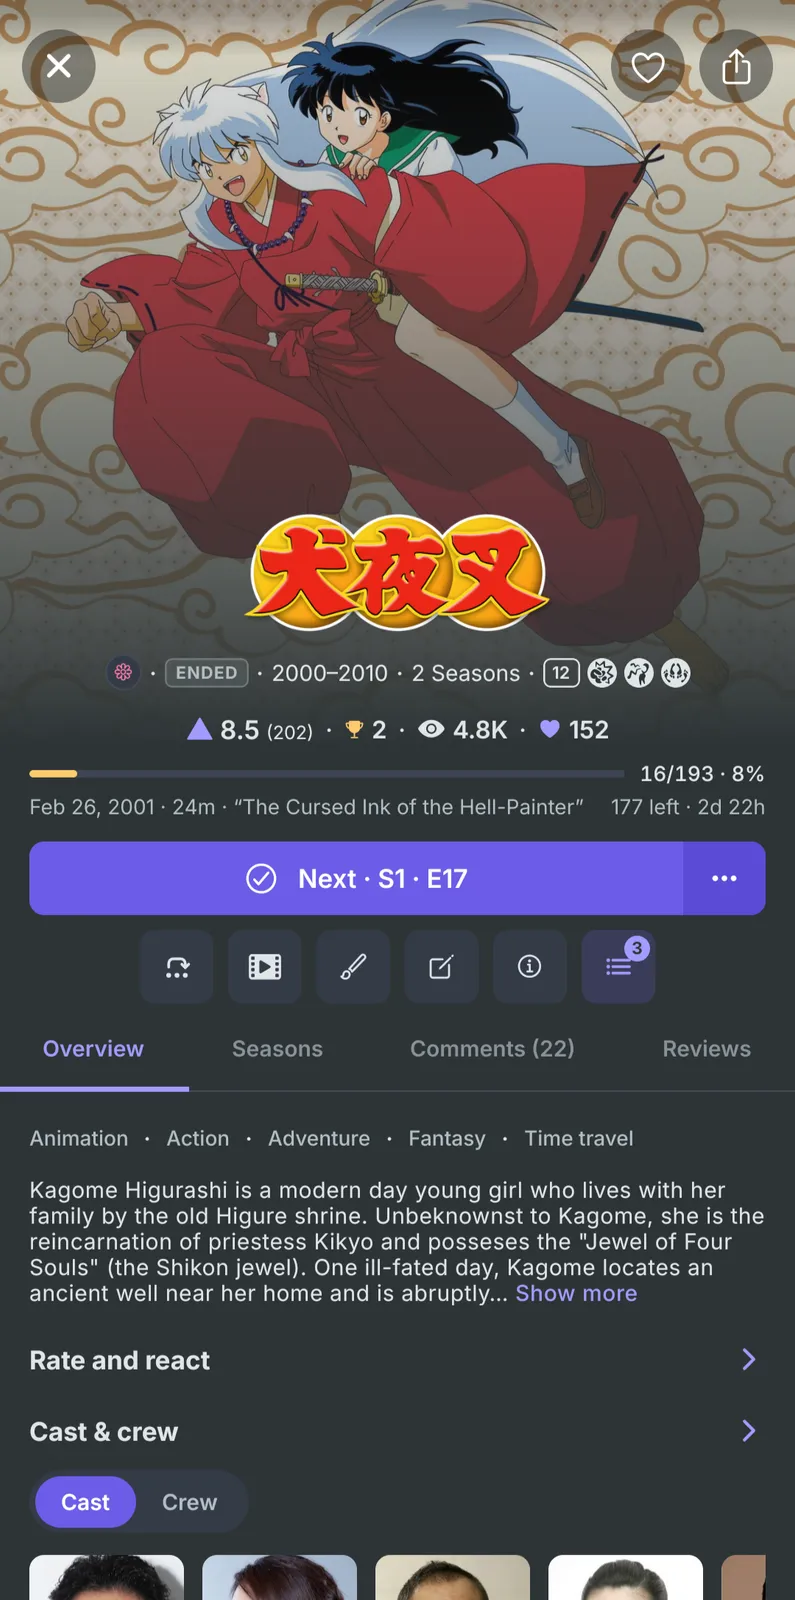 犬夜叉
· ENDED · 2000–2010 · 2 Seasons · 12
8.5 (202) · 2 · 4.8K · 152
16/193 · 8%
Feb 26, 2001 · 24m · “The Cursed Ink of the Hell-Painter” 177 left · 2d 22h
Next · S1 · E17
3
Overview Seasons Comments (22) Reviews
Animation · Action · Adventure · Fantasy · Time travel
Kagome Higurashi is a modern day young girl who lives with her
family by the old Higure shrine. Unbeknownst to Kagome, she is the
reincarnation of priestess Kikyo and posseses the "Jewel of Four
Souls" (the Shikon jewel). One ill-fated day, Kagome locates an
ancient well near her home and is abruptly... Show more
Rate and react
Cast & crew
Cast Crew